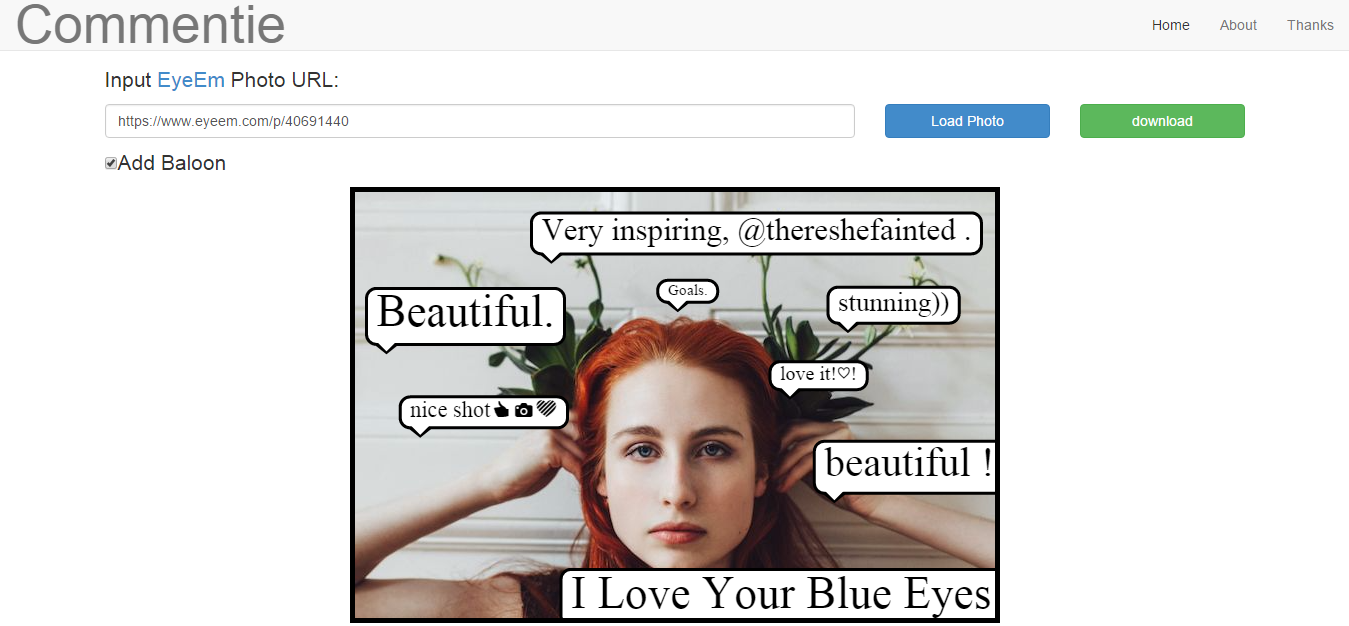 Commentie
Home About Thanks
Input EyeEm Photo URL:
https://www.eyeem.com/p/40691440
Load Photo
download
Add Baloon
Very inspiring, @thereshefainted .
Goals.
Beautiful.
stunning))
love it!♡!
nice shot👍📷💟
beautiful !
I Love Your Blue Eyes